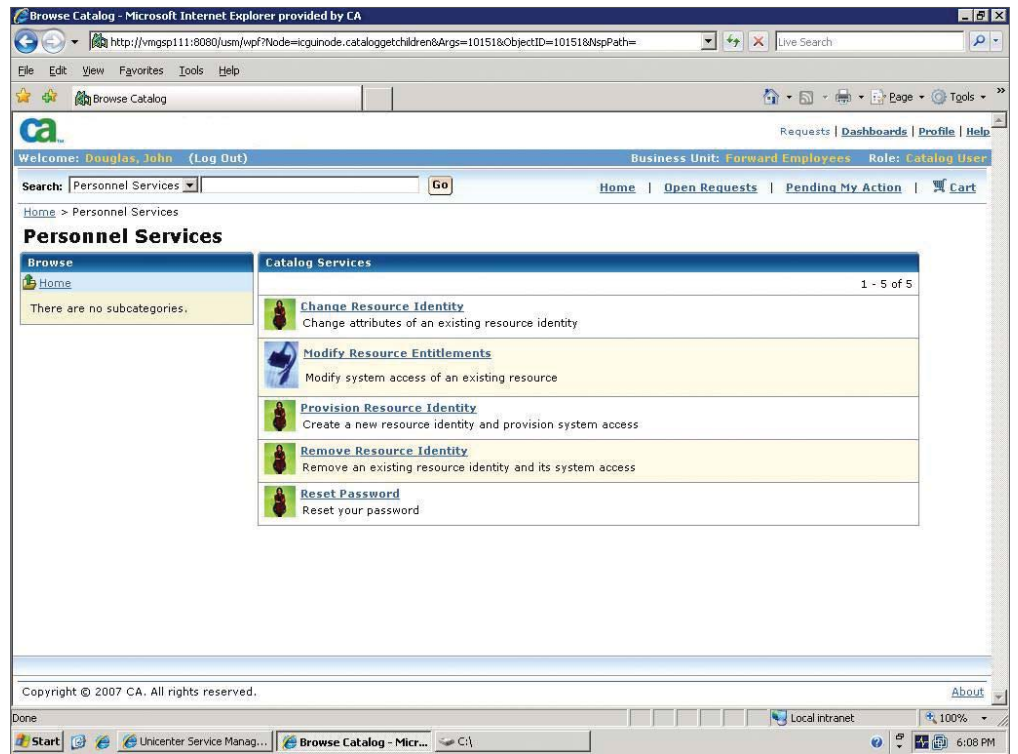 Browse Catalog - Microsoft Internet Explorer provided by CA
http://vmgsp111:8080/usm/wpf?Node=icguinode.cataloggetchildren&Args=10151&ObjectID=10151&NspPath=
Live Search
File Edit View Favorites Tools Help
Browse Catalog
Page Tools
ca
Requests | Dashboards | Profile | Help
Welcome: Douglas, John (Log Out) Business Unit: Forward Employees Role: Catalog User
Search: Personnel Services Go Home | Open Requests | Pending My Action | Cart
Home > Personnel Services
Personnel Services
Browse
Home
There are no subcategories.
Catalog Services
1 - 5 of 5
Change Resource Identity
Change attributes of an existing resource identity
Modify Resource Entitlements
Modify system access of an existing resource
Provision Resource Identity
Create a new resource identity and provision system access
Remove Resource Identity
Remove an existing resource identity and its system access
Reset Password
Reset your password
Copyright © 2007 CA. All rights reserved. About
Done Local intranet 100%
Start Unicenter Service Manag... Browse Catalog - Micr... C:\ 6:08 PM